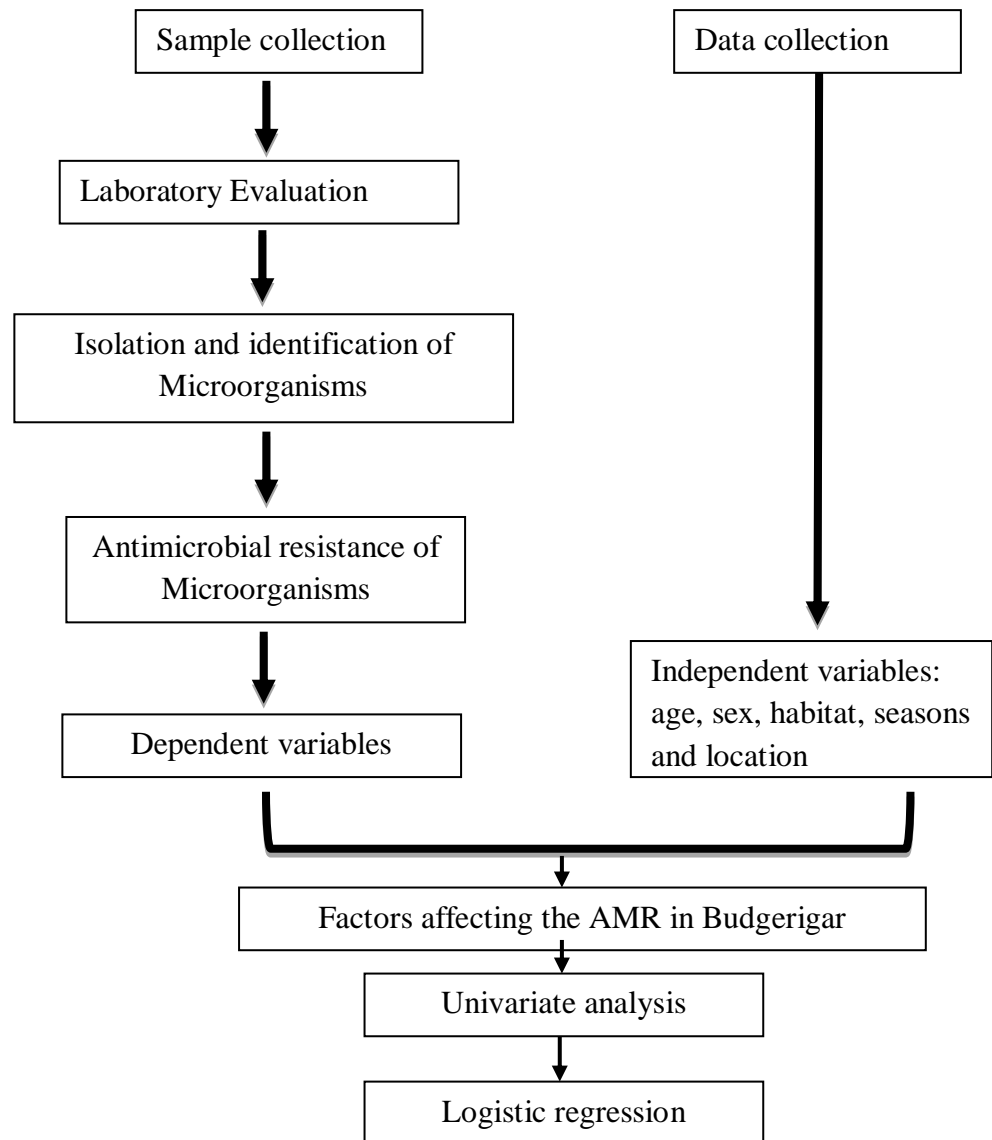 Sample collection
Data collection
Laboratory Evaluation
Isolation and identification of
Microorganisms
Antimicrobial resistance of
Microorganisms
Dependent variables
Independent variables:
age, sex, habitat, seasons
and location
Factors affecting the AMR in Budgerigar
Univariate analysis
Logistic regression